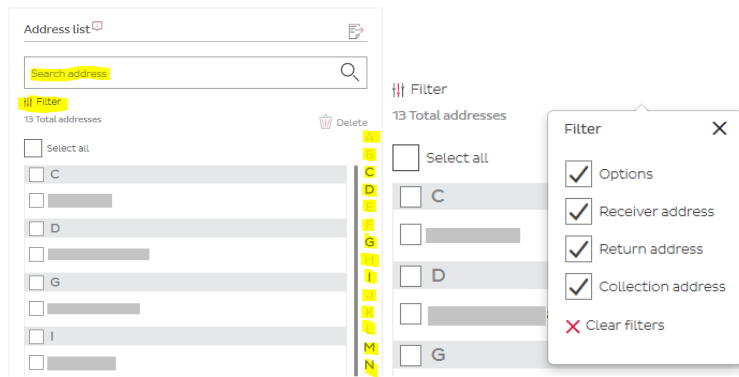 Address list
Search address
Filter
13 Total addresses
Delete
Select all
A
B
C
D
E
F
G
H
I
J
K
L
M
N
C
D
G
I
Filter
13 Total addresses
Select all
C
D
G
Filter
Options
Receiver address
Return address
Collection address
Clear filters